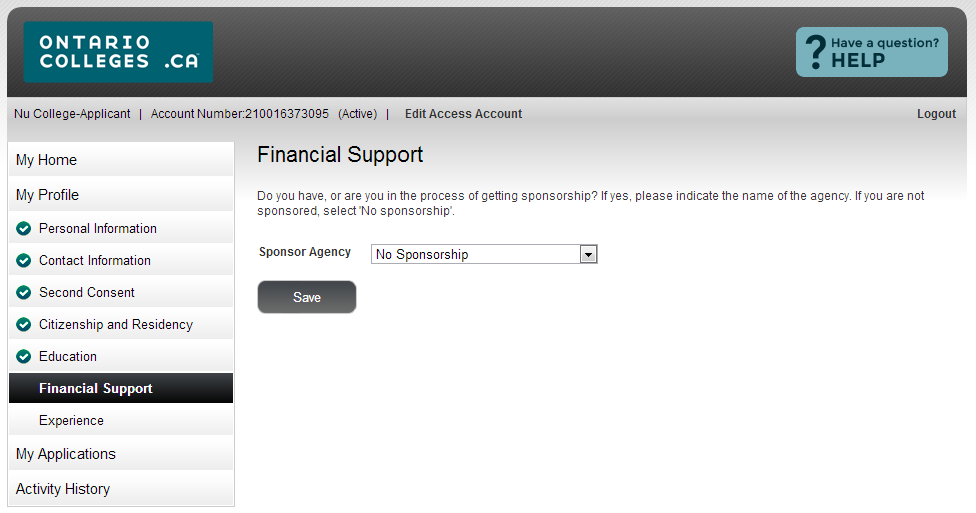 ONTARIO
COLLEGES .CA™
Have a question?
? HELP
Nu College-Applicant | Account Number:210016373095 (Active) | Edit Access Account
Logout
My Home
My Profile
Personal Information
Contact Information
Second Consent
Citizenship and Residency
Education
Financial Support
Experience
My Applications
Activity History
Financial Support
Do you have, or are you in the process of getting sponsorship? If yes, please indicate the name of the agency. If you are not
sponsored, select 'No sponsorship'.
Sponsor Agency No Sponsorship
Save